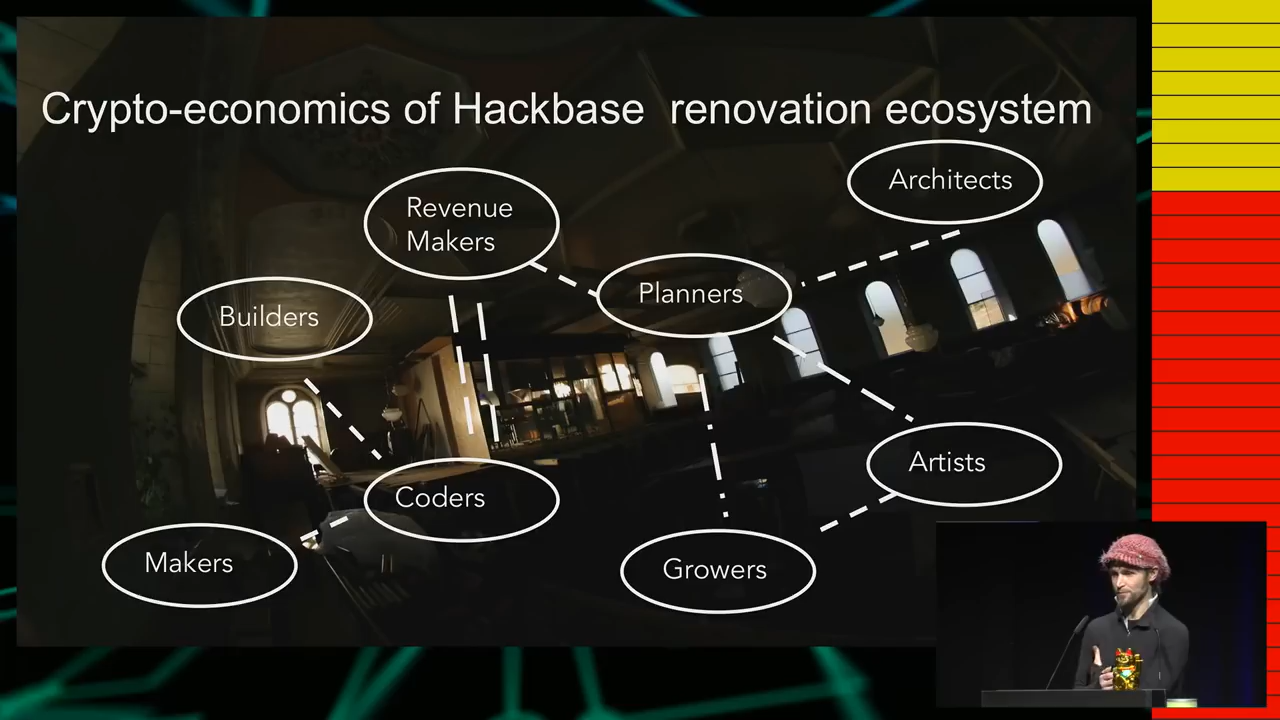 Crypto-economics of Hackbase renovation ecosystem
Architects
Revenue
Makers
Planners
Builders
Artists
Coders
Makers
Growers